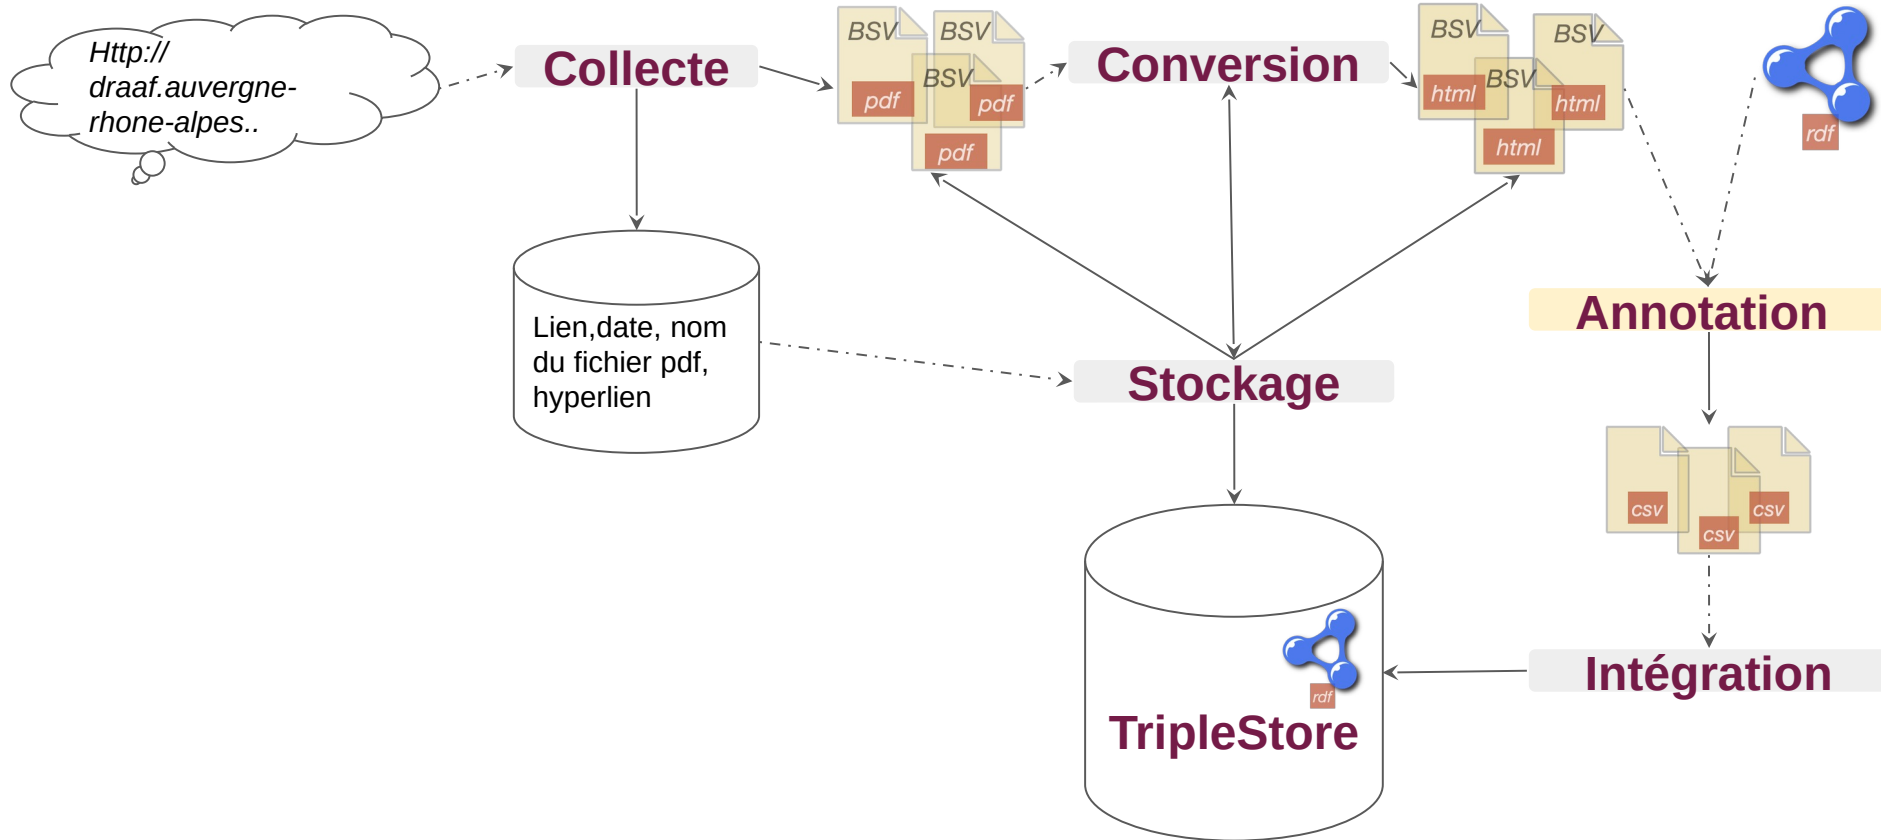 Http://
draaf.auvergne-
rhone-alpes..
Collecte
BSV
BSV
BSV
pdf
pdf
pdf
Conversion
BSV
BSV
BSV
html
html
html
rdf
Lien,date, nom
du fichier pdf,
hyperlien
Stockage
Annotation
csv
csv
csv
Intégration
rdf
TripleStore